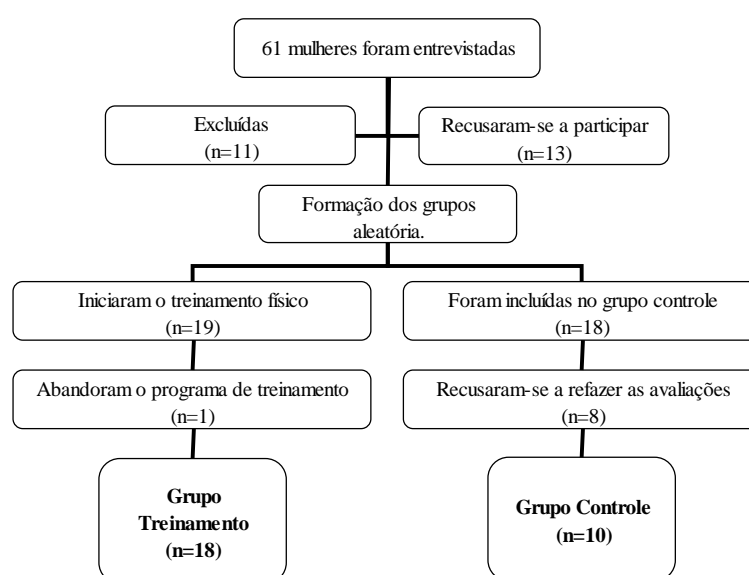 61 mulheres foram entrevistadas
Excluídas
(n=11)
Recusaram-se a participar
(n=13)
Formação dos grupos
aleatória.
Iniciaram o treinamento físico
(n=19)
Foram incluídas no grupo controle
(n=18)
Abandoram o programa de treinamento
(n=1)
Recusaram-se a refazer as avaliações
(n=8)
Grupo
Treinamento
(n=18)
Grupo Controle
(n=10)